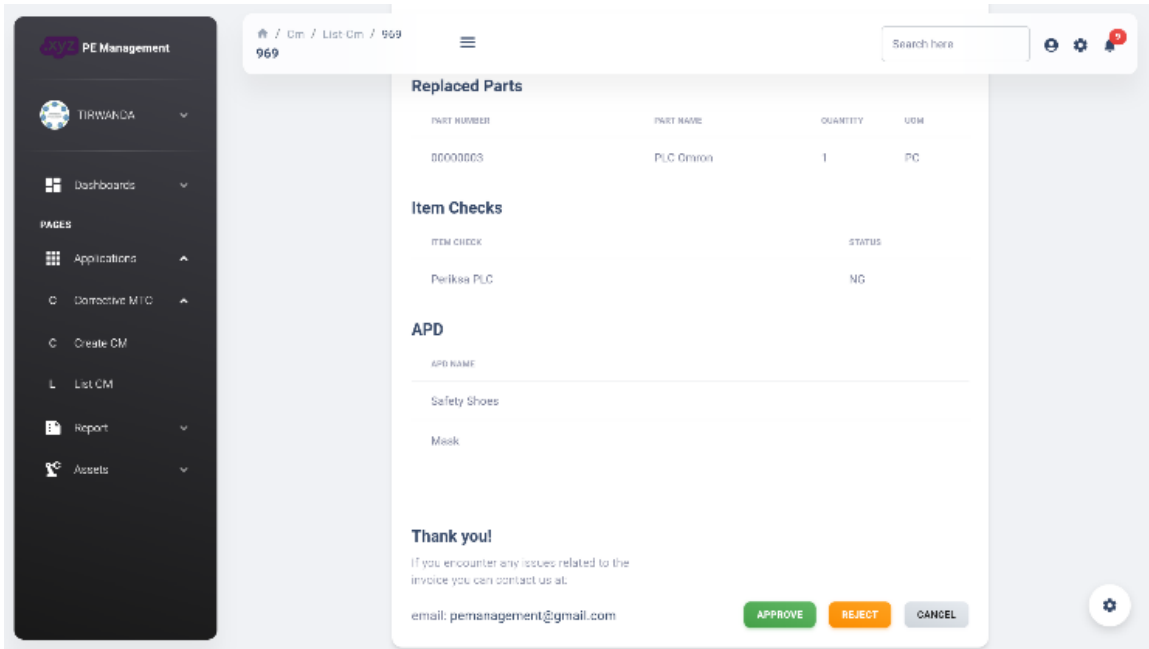 .xyz PE Management
TIRWANDA
Dashboards
PAGES
Applications
C Corrective MTC
C Create CM
L List CM
Report
Assets
/ Cm / List-Cm / 969
969
Search here
9
Replaced Parts
PART NUMBER PART NAME QUANTITY UOM
00000003 PLC Omron 1 PC
Item Checks
ITEM CHECK STATUS
Periksa PLC NG
APD
APD NAME
Safety Shoes
Mask
Thank you!
If you encounter any issues related to the
invoice you can contact us at:
email: pemanagement@gmail.com
APPROVE REJECT CANCEL